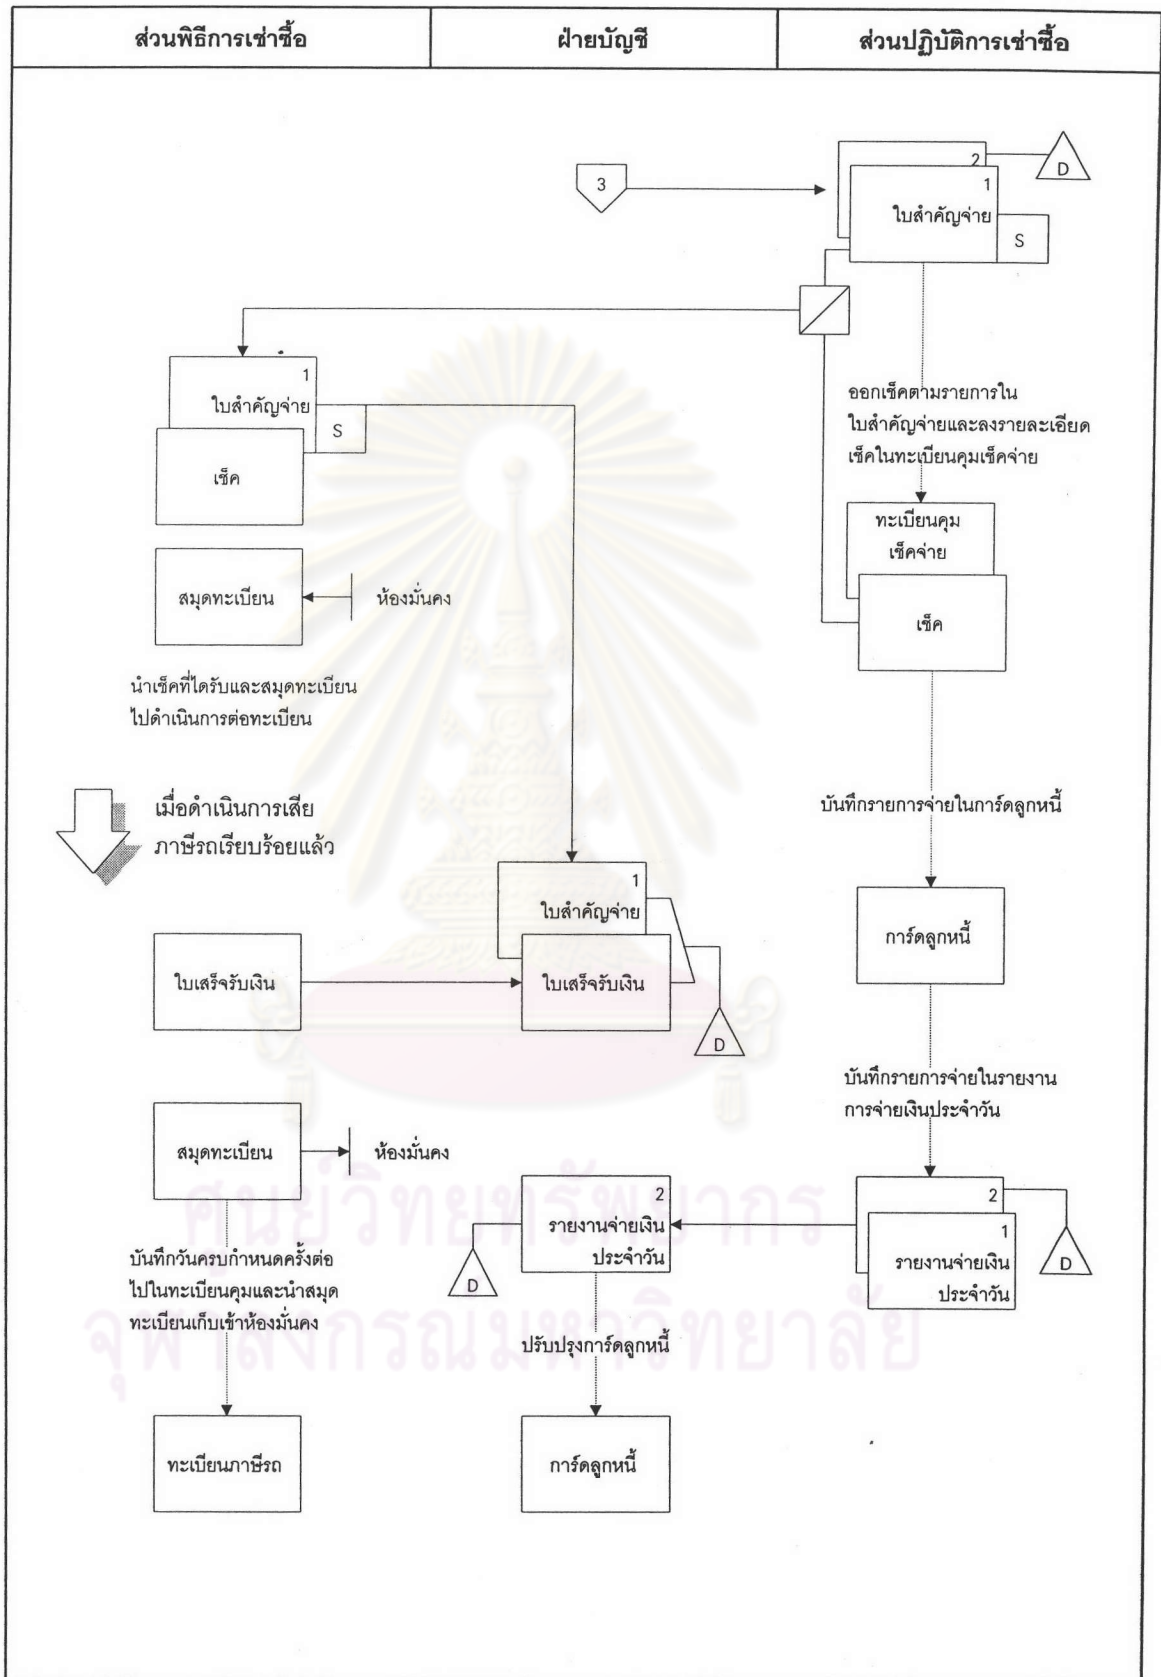 ส่วนพิธีการเช่าซื้อ
ฝ่ายบัญชี
ส่วนปฏิบัติการเช่าซื้อ
3
2
D
1
ใบสำคัญจ่าย
S
1
ใบสำคัญจ่าย
S
เช็ค
ออกเช็คตามรายการใน
ใบสำคัญจ่ายและลงรายละเอียด
เช็คในทะเบียนคุมเช็คจ่าย
ทะเบียนคุม
เช็คจ่าย
เช็ค
สมุดทะเบียน
ห้องมั่นคง
นำเช็คที่ไดรับและสมุดทะเบียน
ไปดำเนินการต่อทะเบียน
เมื่อดำเนินการเสีย
ภาษีรถเรียบร้อยแล้ว
บันทึกรายการจ่ายในการ์ดลูกหนี้
1
ใบสำคัญจ่าย
การ์ดลูกหนี้
ใบเสร็จรับเงิน
ใบเสร็จรับเงิน
D
บันทึกรายการจ่ายในรายงาน
การจ่ายเงินประจำวัน
สมุดทะเบียน
ห้องมั่นคง
2
รายงานจ่ายเงิน
ประจำวัน
D
2
1
รายงานจ่ายเงิน
ประจำวัน
D
บันทึกวันครบกำหนดครั้งต่อ
ไปในทะเบียนคุมและนำสมุด
ทะเบียนเก็บเข้าห้องมั่นคง
ปรับปรุงการ์ดลูกหนี้
ทะเบียนภาษีรถ
การ์ดลูกหนี้
ศูนย์วิทยทรัพยากร
จุฬาลงกรณ์มหาวิทยาลัย